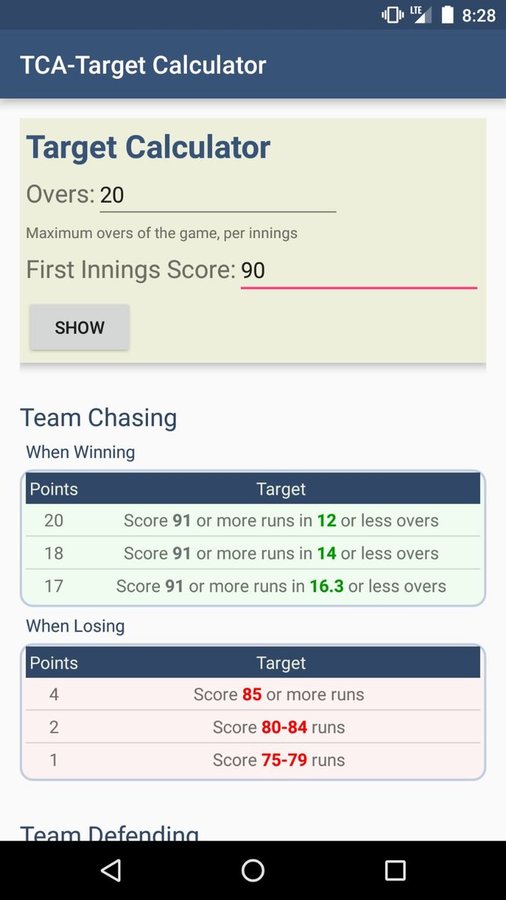 LTE 8:28
TCA-Target Calculator
Target Calculator
Overs: 20
Maximum overs of the game, per innings
First Innings Score: 90
SHOW
Team Chasing
When Winning
Points Target
20 Score 91 or more runs in 12 or less overs
18 Score 91 or more runs in 14 or less overs
17 Score 91 or more runs in 16.3 or less overs
When Losing
Points Target
4 Score 85 or more runs
2 Score 80-84 runs
1 Score 75-79 runs
Team Defending